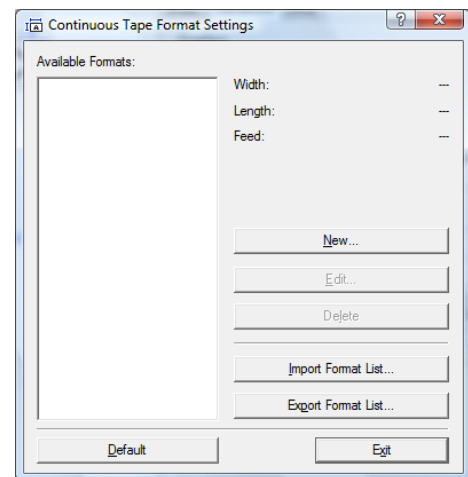 Continuous Tape Format Settings
Available Formats:
Width: ---
Length: ---
Feed: ---
New...
Edit...
Delete
Import Format List...
Export Format List...
Default
Exit